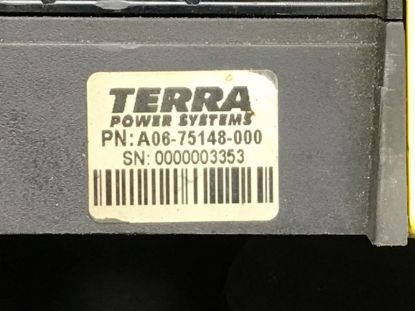 TERRA
POWER SYSTEMS
PN: A06-75148-000
SN: 0000003353